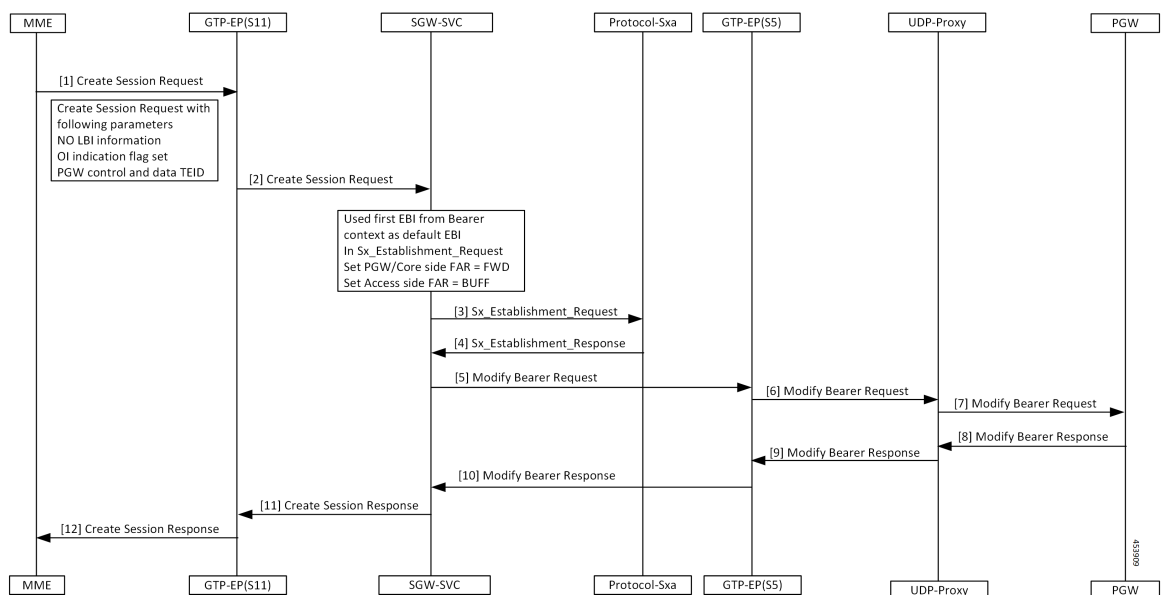 MME
GTP-EP(S11)
SGW-SVC
Protocol-Sxa
GTP-EP(S5)
UDP-Proxy
PGW
[1] Create Session Request
Create Session Request with
following parameters
NO LBI information
OI indication flag set
PGW control and data TEID
[2] Create Session Request
Used first EBI from Bearer
context as default EBI
In Sx_Establishment_Request
Set PGW/Core side FAR = FWD
Set Access side FAR = BUFF
[3] Sx_Establishment_Request
[4] Sx_Establishment_Response
[5] Modify Bearer Request
[6] Modify Bearer Request
[7] Modify Bearer Request
[8] Modify Bearer Response
[9] Modify Bearer Response
[10] Modify Bearer Response
[11] Create Session Response
[12] Create Session Response
453909
MME
GTP-EP(S11)
SGW-SVC
Protocol-Sxa
GTP-EP(S5)
UDP-Proxy
PGW